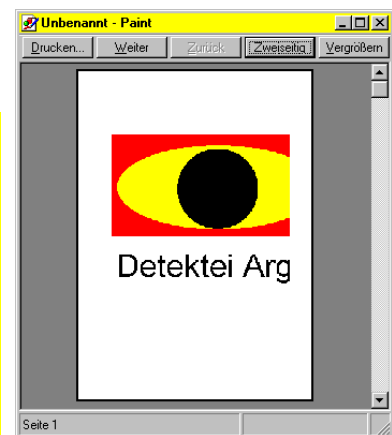 Unbenannt - Paint
Drucken... Weiter Zurück Zweiseitig Vergrößern
Detektei Arg
Seite 1